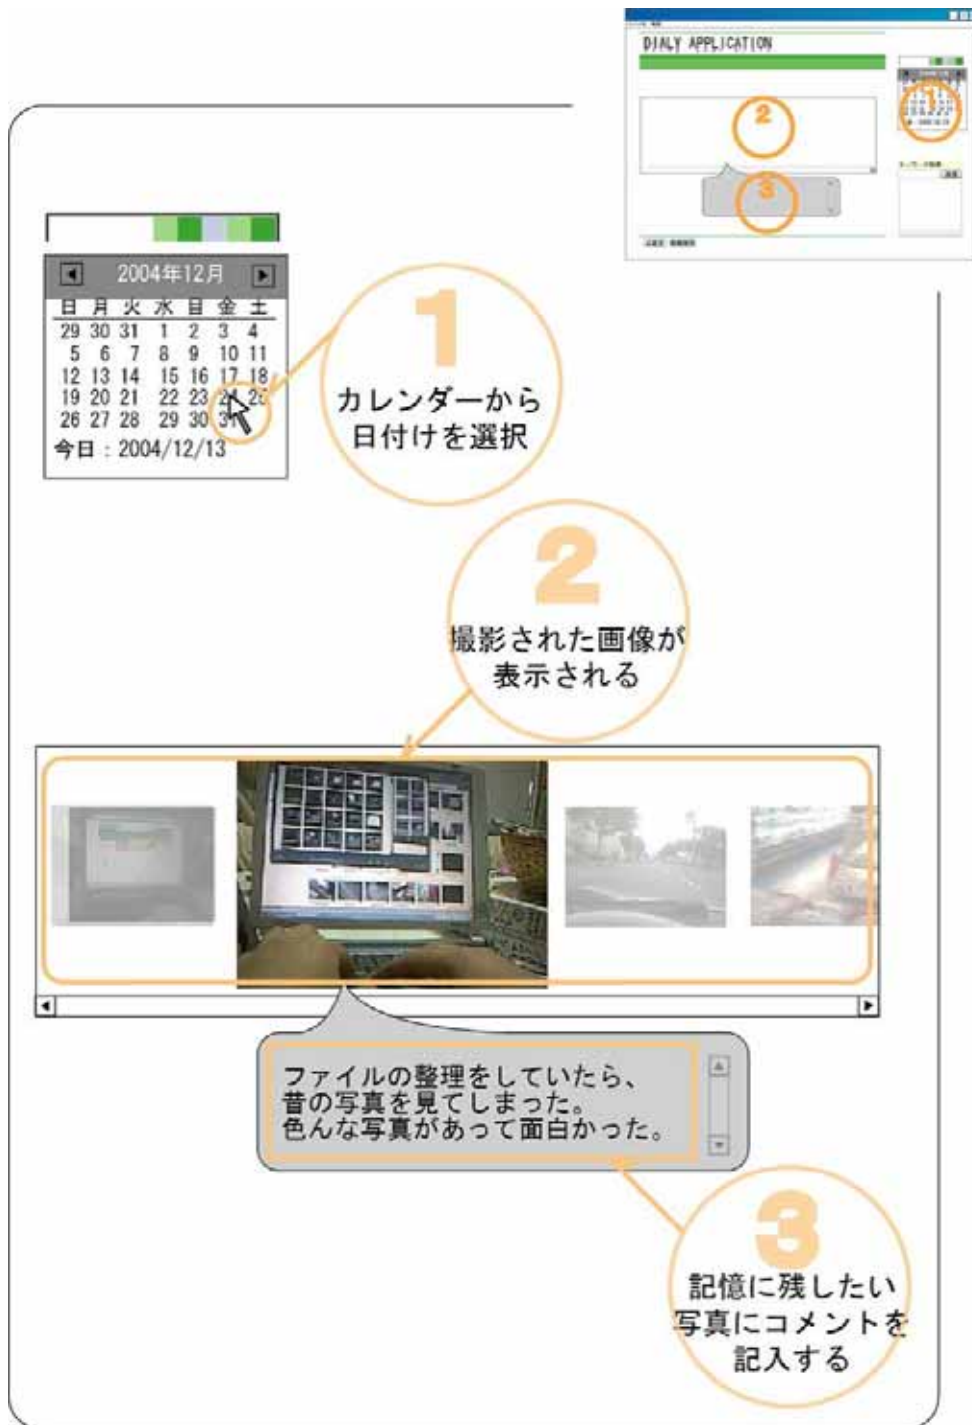 DIALY APPLICATION
2
1
3
2004年12月
日 月 火 水 目 金 土
29 30 31 1 2 3 4
5 6 7 8 9 10 11
12 13 14 15 16 17 18
19 20 21 22 23 24 25
26 27 28 29 30 31
今日：2004/12/13
1
カレンダーから
日付けを選択
2
撮影された画像が
表示される
ファイルの整理をしていたら、
昔の写真を見てしまった。
色んな写真があって面白かった。
3
記憶に残したい
写真にコメントを
記入する